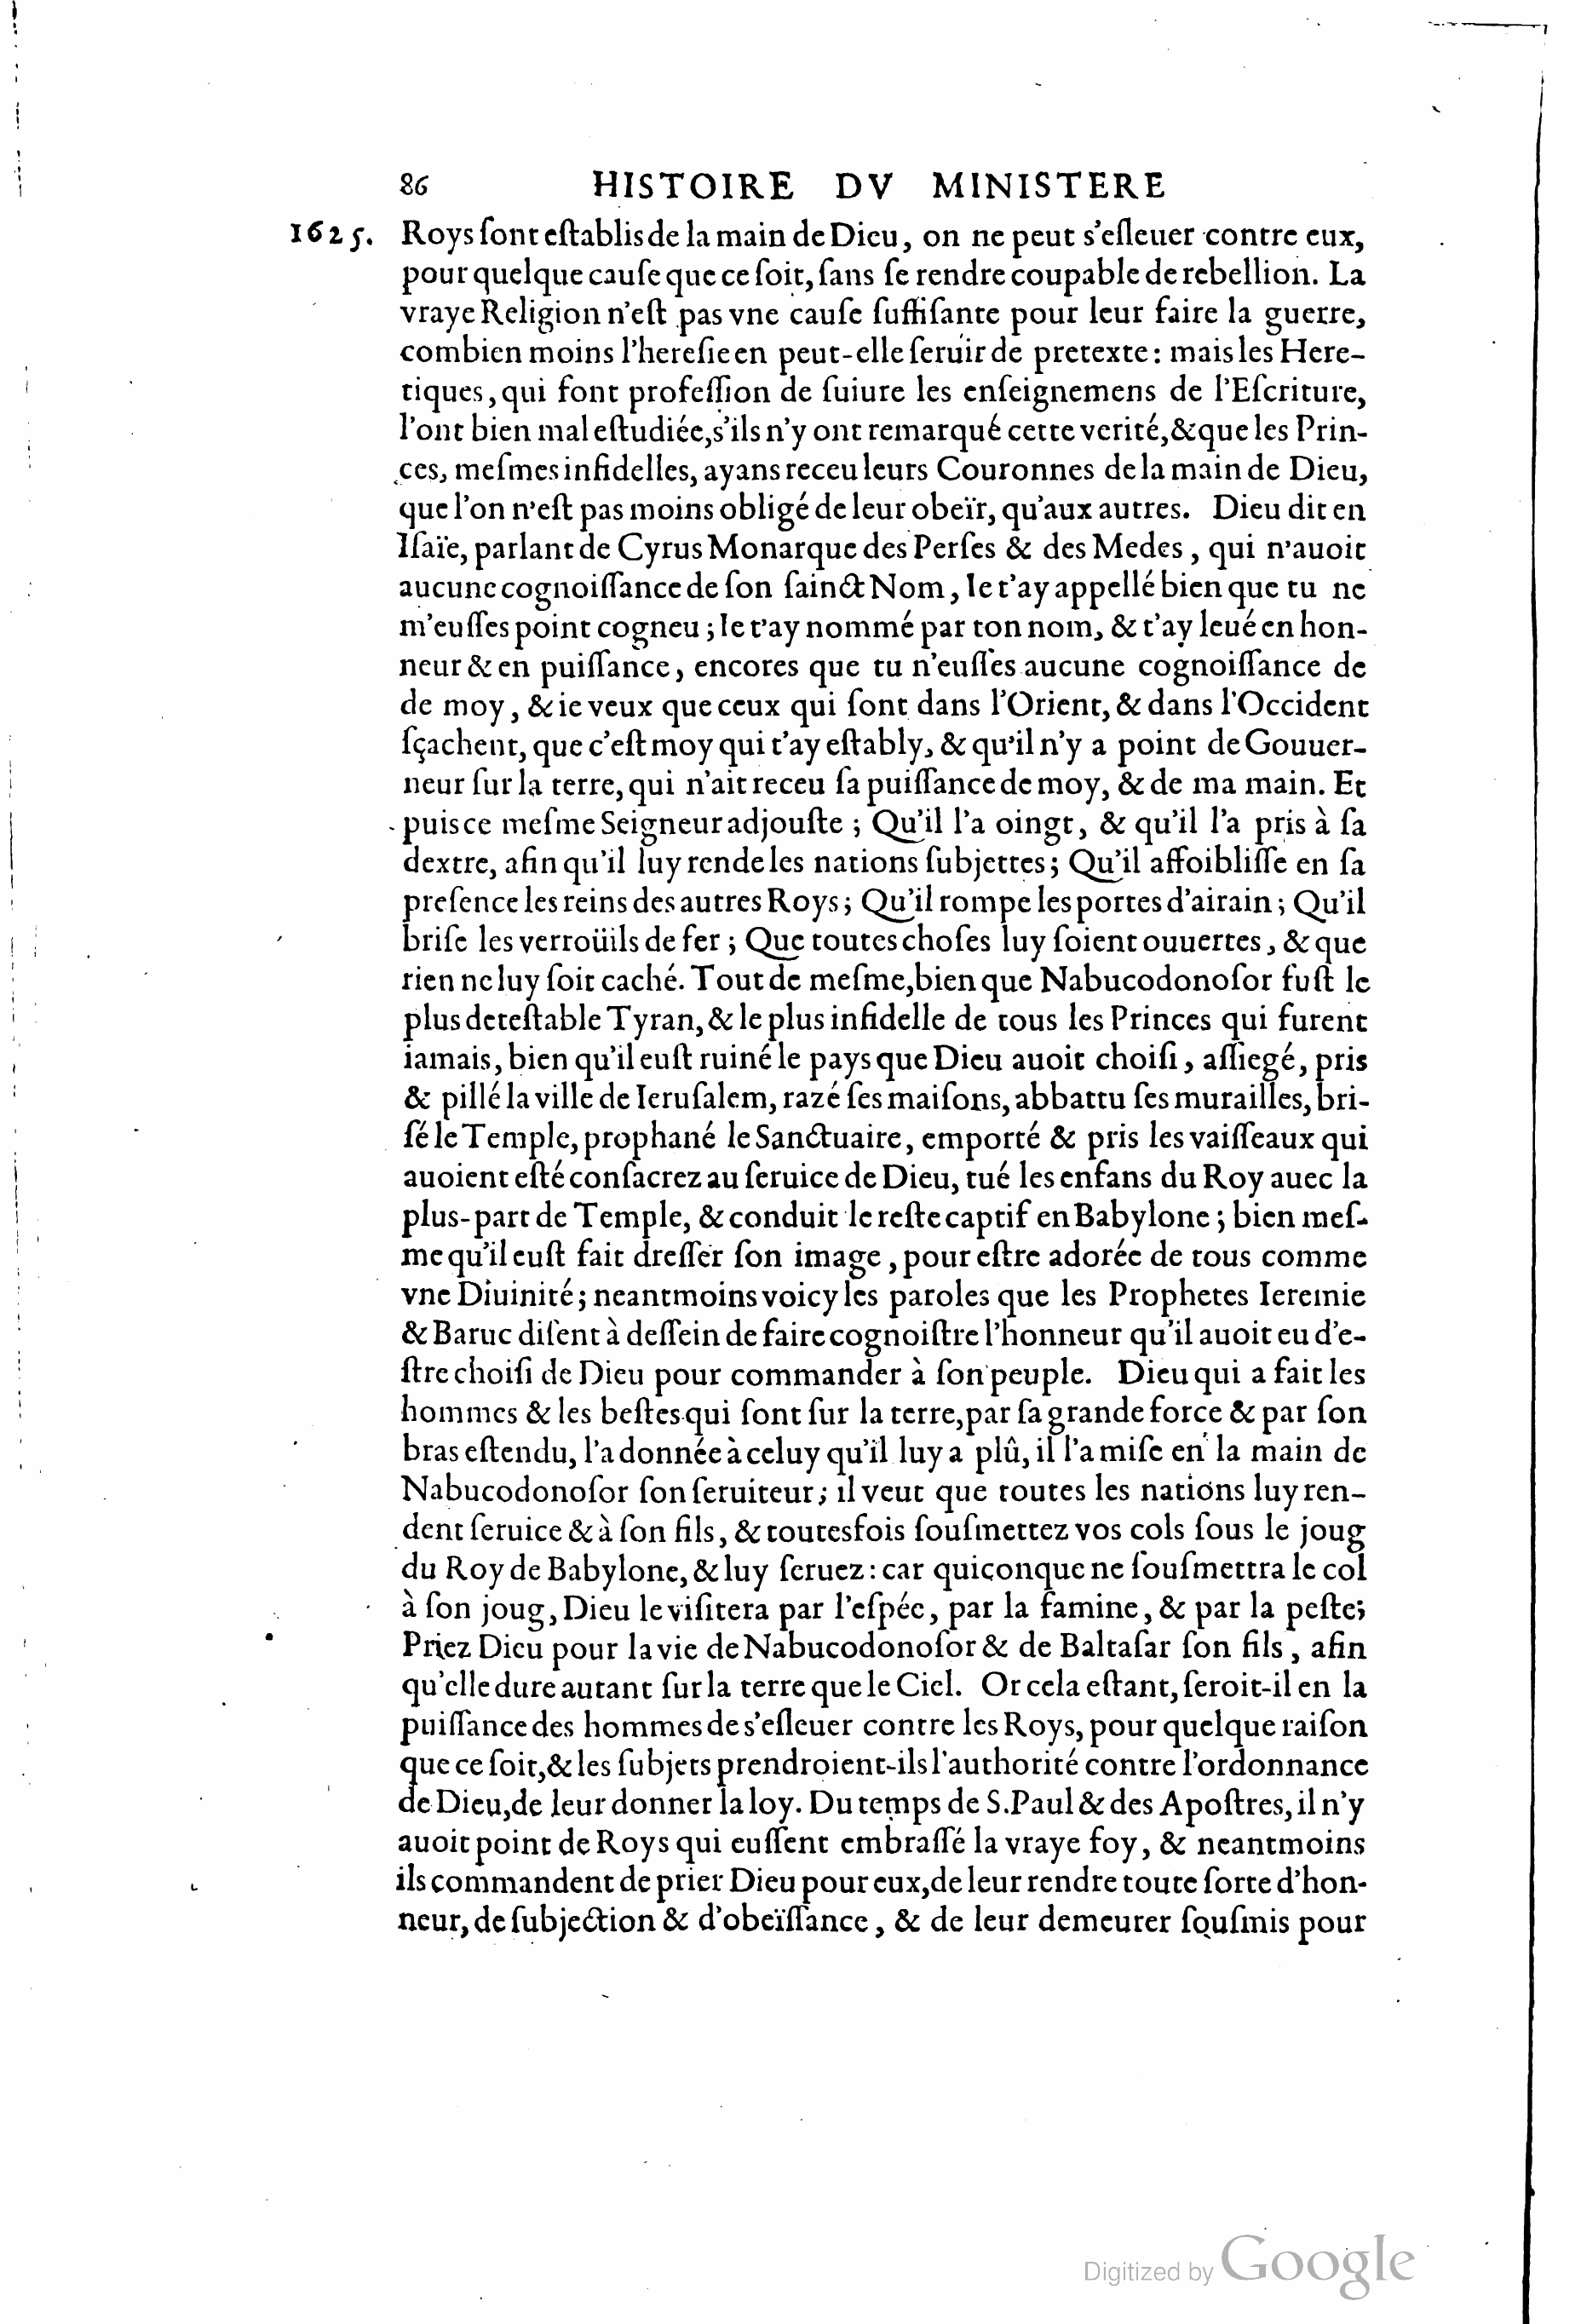 86 HISTOIRE DV MINISTERE
1625. Roys ſont eſtablis de la main de Dieu, on ne peut s'eſleuer contre eux,
pour quelque cauſe que ce ſoit, ſans ſe rendre coupable de rebellion. La
vraye Religion n'eſt pas vne cauſe ſuffiſante pour leur faire la guerre,
combien moins l'hereſie en peut-elle ſeruir de pretexte: mais les Here-
tiques, qui font profeſſion de ſuiure les enſeignemens de l'Eſcriture,
l'ont bien mal eſtudiée, s'ils n'y ont remarqué cette verité, & que les Prin-
ces, meſmes infidelles, ayans receu leurs Couronnes de la main de Dieu,
que l'on n'eſt pas moins obligé de leur obeïr, qu'aux autres. Dieu dit en
Iſaïe, parlant de Cyrus Monarque des Perſes & des Medes, qui n'auoit
aucune cognoiſſance de ſon ſainct Nom, Ie t'ay appellé bien que tu ne
m'euſſes point cogneu; Ie t'ay nommé par ton nom, & t'ay leué en hon-
neur & en puiſſance, encores que tu n'euſſes aucune cognoiſſance de
de moy, & ie veux que ceux qui ſont dans l'Orient, & dans l'Occident
ſçachent, que c'eſt moy qui t'ay eſtably, & qu'il n'y a point de Gouuer-
neur ſur la terre, qui n'ait receu ſa puiſſance de moy, & de ma main. Et
puis ce meſme Seigneur adjouſte; Qu'il l'a oingt, & qu'il l'a pris à ſa
dextre, afin qu'il luy rende les nations ſubjettes; Qu'il affoibliſſe en ſa
preſence les reins des autres Roys; Qu'il rompe les portes d'airain; Qu'il
briſe les verroüils de fer; Que toutes choſes luy ſoient ouuertes, & que
rien ne luy ſoit caché. Tout de meſme, bien que Nabucodonoſor fuſt le
plus deteſtable Tyran, & le plus infidelle de tous les Princes qui furent
iamais, bien qu'il euſt ruiné le pays que Dieu auoit choiſi, aſſiegé, pris
& pillé la ville de Ieruſalem, razé ſes maiſons, abbattu ſes murailles, bri-
ſé le Temple, prophané le Sanctuaire, emporté & pris les vaiſſeaux qui
auoient eſté conſacrez au ſeruice de Dieu, tué les enfans du Roy auec la
plus-part de Temple, & conduit le reſte captif en Babylone; bien meſ-
me qu'il euſt fait dreſſer ſon image, pour eſtre adorée de tous comme
vne Diuinité; neantmoins voicy les paroles que les Prophetes Ieremie
& Baruc diſent à deſſein de faire cognoiſtre l'honneur qu'il auoit eu d'e-
ſtre choiſi de Dieu pour commander à ſon peuple. Dieu qui a fait les
hommes & les beſtes qui ſont ſur la terre, par ſa grande force & par ſon
bras eſtendu, l'a donnée à celuy qu'il luy a plû, il l'a miſe en la main de
Nabucodonoſor ſon ſeruiteur; il veut que toutes les nations luy ren-
dent ſeruice & à ſon fils, & toutesfois ſouſmettez vos cols ſous le joug
du Roy de Babylone, & luy ſeruez: car quiconque ne ſouſmettra le col
à ſon joug, Dieu le viſitera par l'eſpée, par la famine, & par la peſte;
Priez Dieu pour la vie de Nabucodonoſor & de Baltaſar ſon fils, afin
qu'elle dure autant ſur la terre que le Ciel. Or cela eſtant, ſeroit-il en la
puiſſance des hommes de s'eſleuer contre les Roys, pour quelque raiſon
que ce ſoit, & les ſubjets prendroient-ils l'authorité contre l'ordonnance
de Dieu, de leur donner la loy. Du temps de S. Paul & des Apoſtres, il n'y
auoit point de Roys qui euſſent embraſſé la vraye foy, & neantmoins
ils commandent de prier Dieu pour eux, de leur rendre toute ſorte d'hon-
neur, de ſubjection & d'obeïſſance, & de leur demeurer ſouſmis pour
Digitized by Google